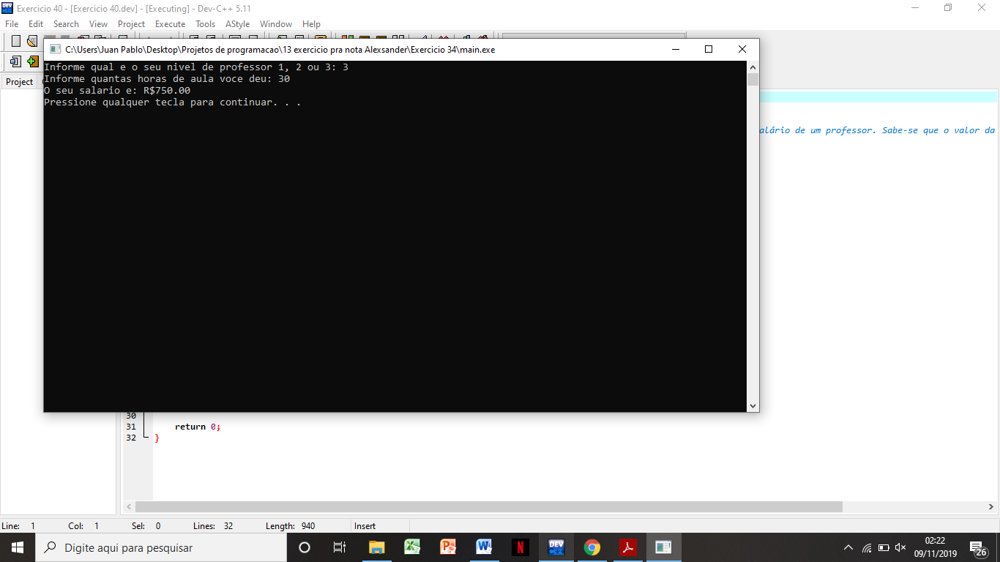 Exercicio 40 - [Exercicio 40.dev] - [Executing] - Dev-C++ 5.11
File Edit Search View Project Execute Tools AStyle Window Help
C:\Users\Juan Pablo\Desktop\Projetos de programacao\13 exercicio pra nota Alexsander\Exercicio 34\main.exe
Informe qual e o seu nivel de professor 1, 2 ou 3: 3
Informe quantas horas de aula voce deu: 30
O seu salario e: R$750.00
Pressione qualquer tecla para continuar. . .
Project
alário de um professor. Sabe-se que o valor da
30
31 return 0;
32 }
Line: 1 Col: 1 Sel: 0 Lines: 32 Length: 940 Insert
Digite aqui para pesquisar
DEV
02:22
09/11/2019
26